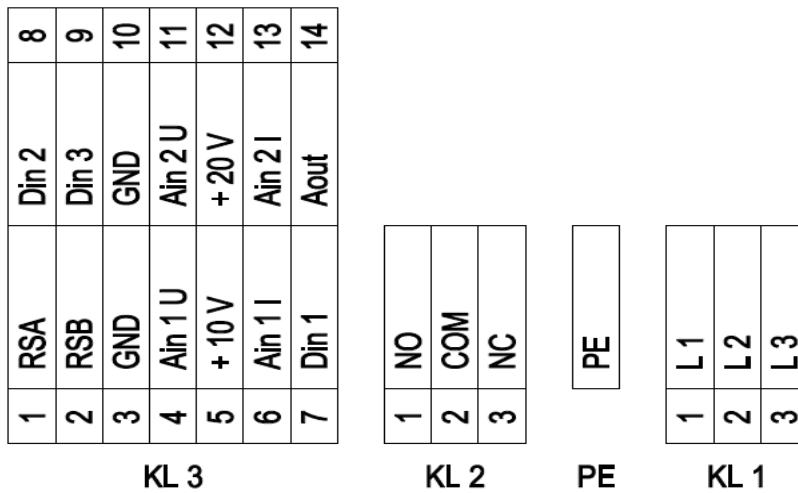 8 9 10 11 12 13 14
Din 2 Din 3 GND Ain 2 U + 20 V Ain 2 I Aout
RSA RSB GND Ain 1 U + 10 V Ain 1 I Din 1 NO COM NC PE L 1 L 2 L 3
1 2 3 4 5 6 7 1 2 3 1 2 3
KL 3 KL 2 PE KL 1